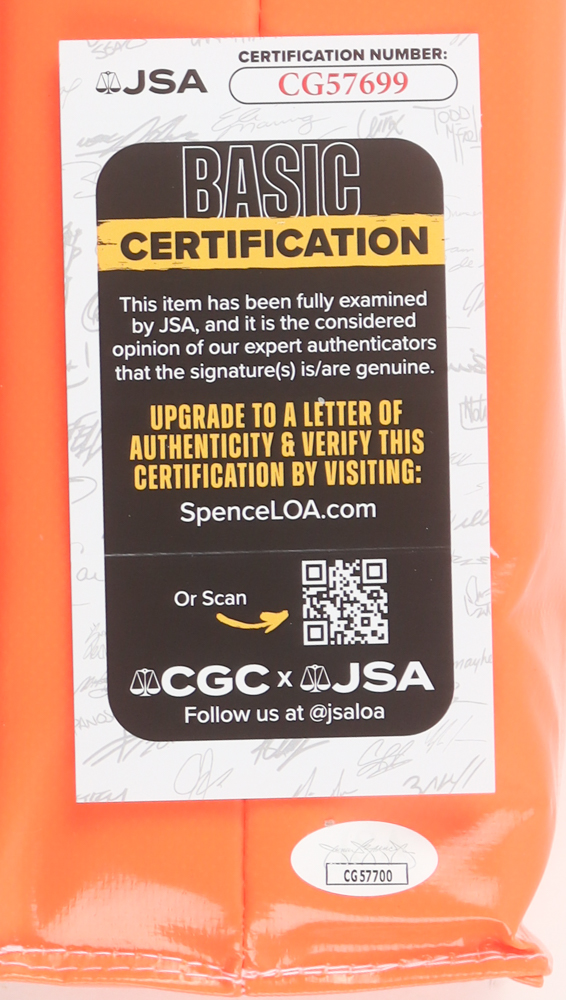 CERTIFICATION NUMBER:
JSA
CG57699
BASIC
CERTIFICATION
This item has been fully examined
by JSA, and it is the considered
opinion of our expert authenticators
that the signature(s) is/are genuine.
UPGRADE TO A LETTER OF
AUTHENTICITY & VERIFY THIS
CERTIFICATION BY VISITING:
SpenceLOA.com
Or Scan
CGC x JSA
Follow us at @jsaloa
CG57700